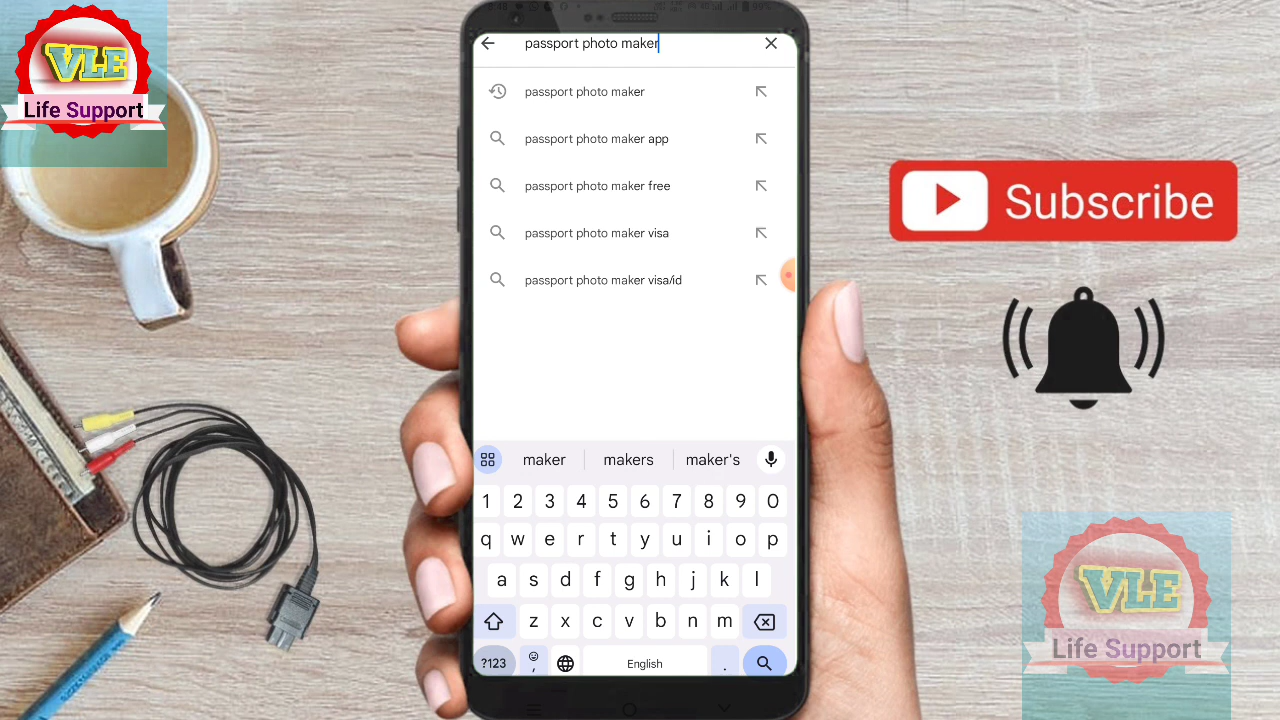 VLE
Life Support
passport photo maker
passport photo maker
passport photo maker app
passport photo maker free
passport photo maker visa
passport photo maker visa/id
Subscribe
maker makers maker's
1 2 3 4 5 6 7 8 9 0
q w e r t y u i o p
a s d f g h j k l
z x c v b n m
?123 , English .
VLE
Life Support